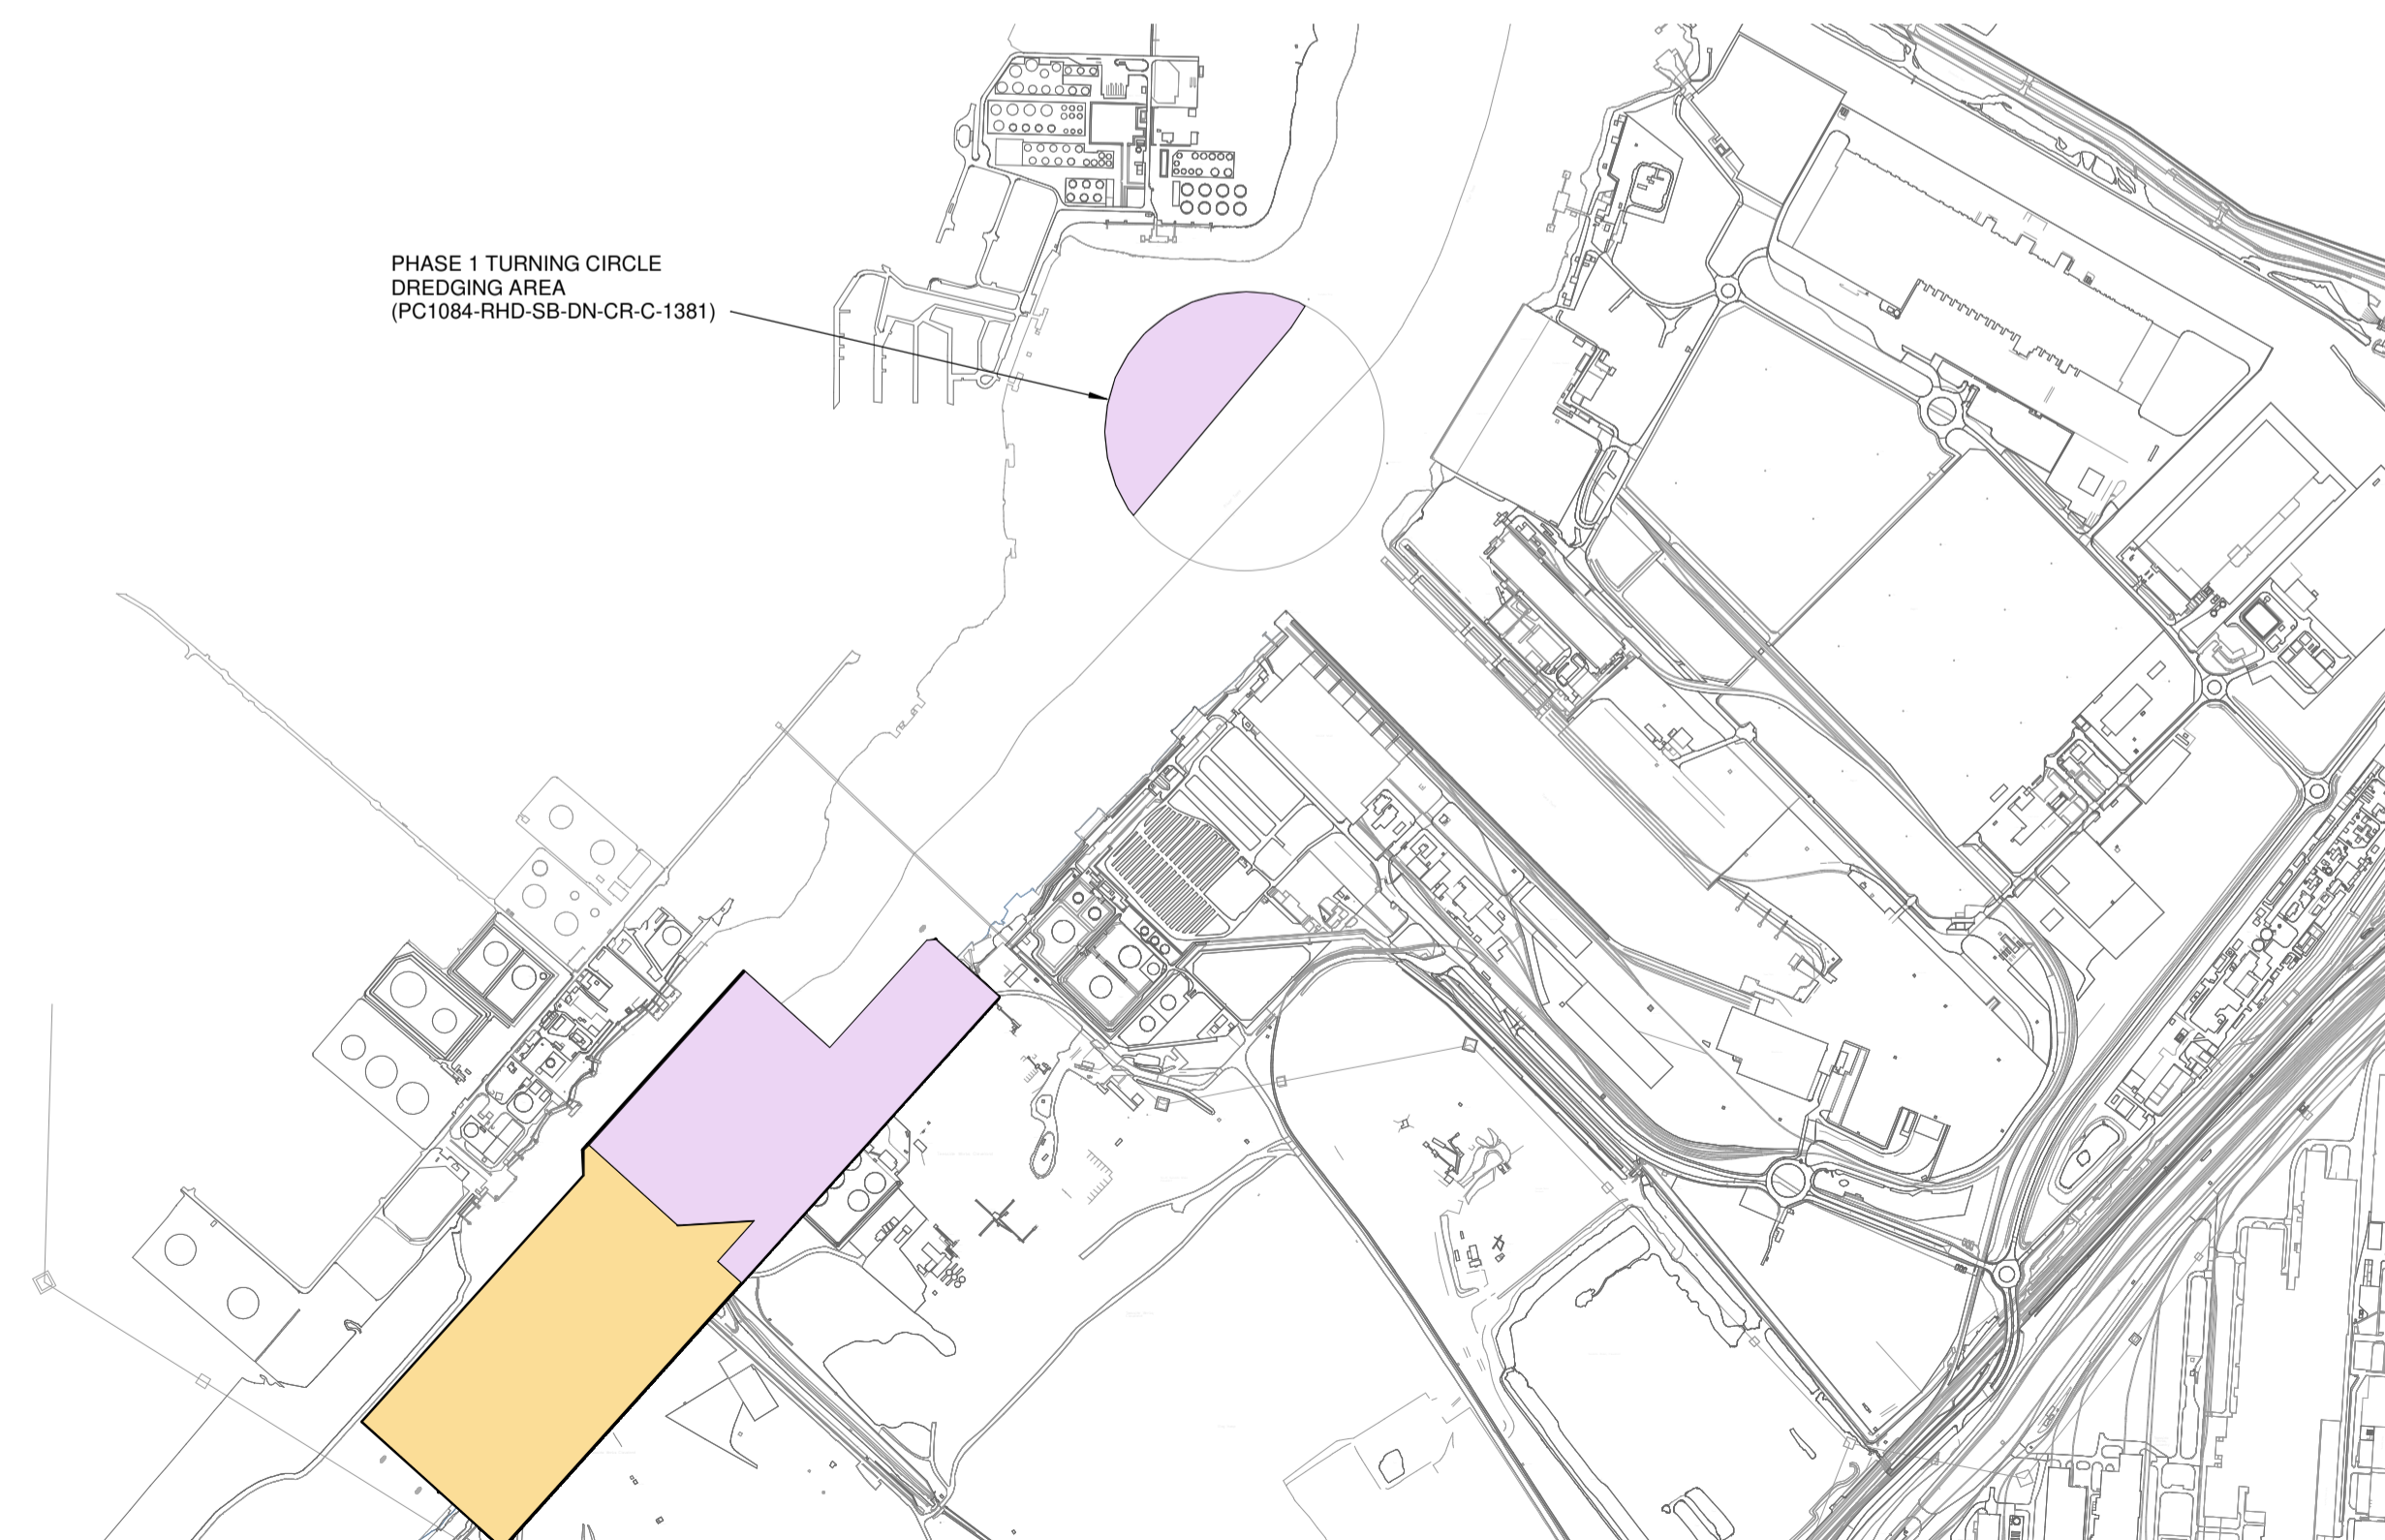 PHASE 1 TURNING CIRCLE
DREDGING AREA
(PC1084-RHD-SB-DN-CR-C-1381)